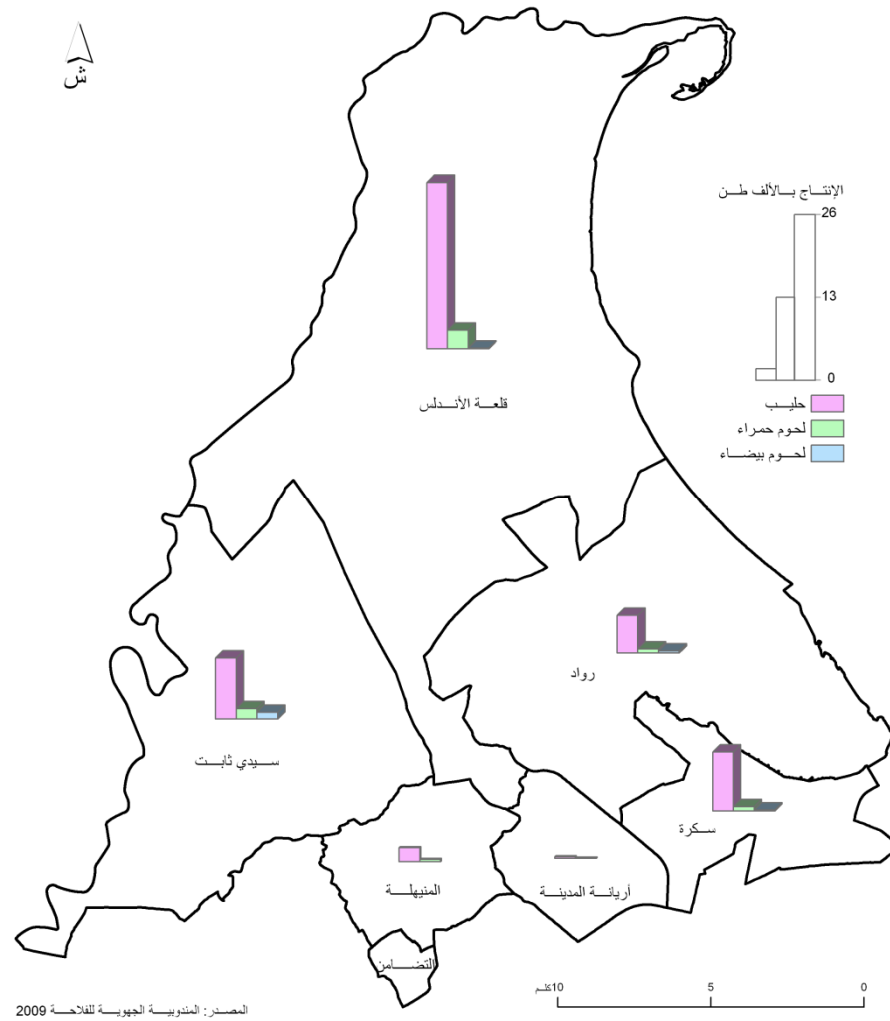 ش
الإنتاج بالألف طن
26
13
0
حليب
لحوم حمراء
لحوم بيضاء
قلعة الأندلس
رواد
سيدي ثابت
سكرة
المنيهلة
أريانة المدينة
التضامن
10كلم 5 0
المصدر: المندوبية الجهوية للفلاحة 2009